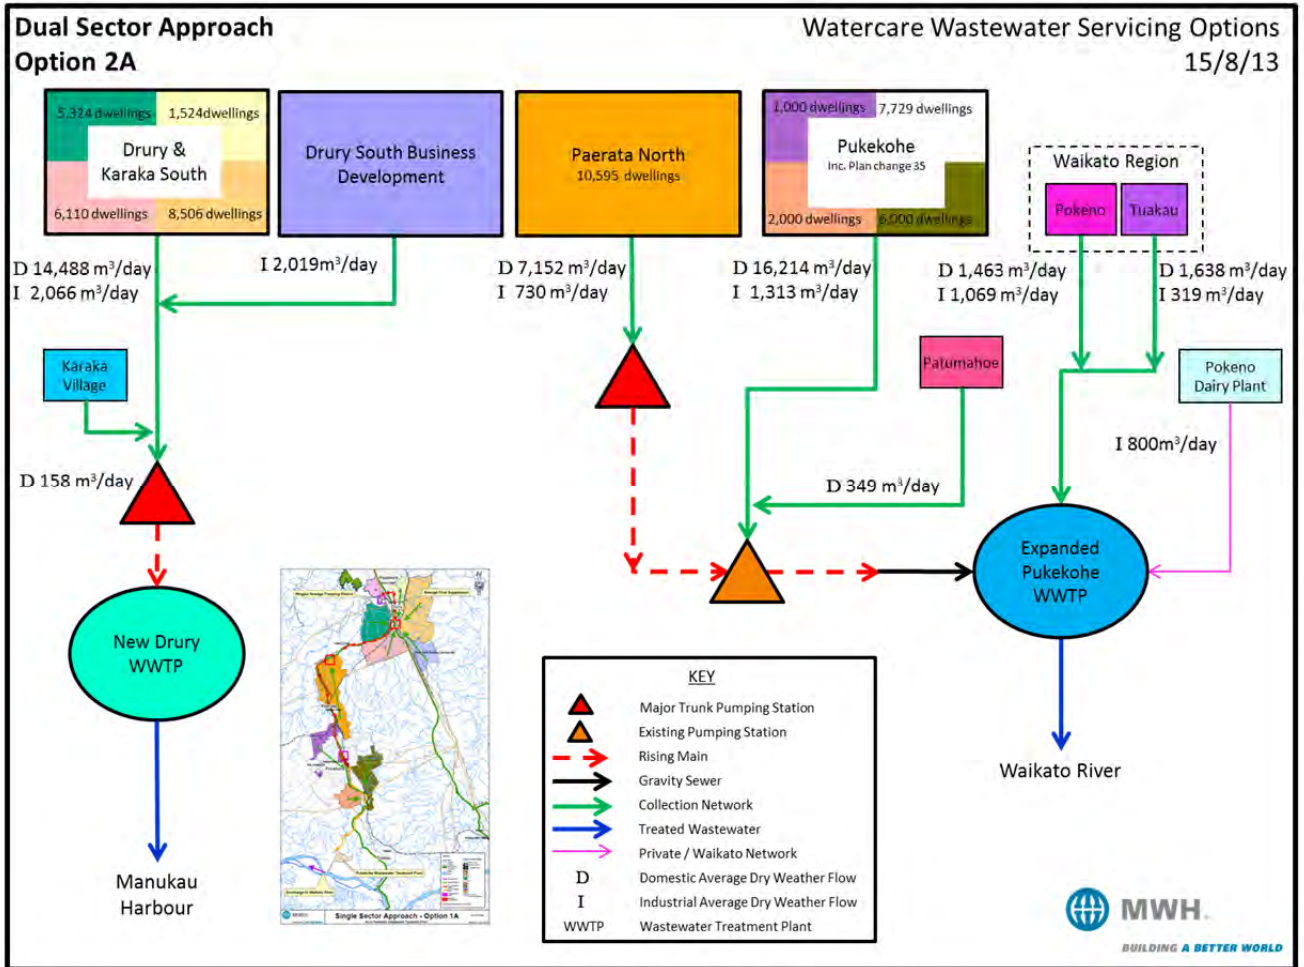 Dual Sector Approach
Option 2A
Watercare Wastewater Servicing Options
15/8/13
5,324 dwellings
1,524dwellings
Drury &
Karaka South
6,110 dwellings
8,506 dwellings
Drury South Business
Development
Paerata North
10,595 dwellings
1,000 dwellings
7,729 dwellings
Pukekohe
Inc. Plan change 35
2,000 dwellings
6,000 dwellings
Waikato Region
Pokeno
Tuakau
D 14,488 m³/day
I 2,066 m³/day
I 2,019m³/day
D 7,152 m³/day
I 730 m³/day
D 16,214 m³/day
I 1,313 m³/day
D 1,463 m³/day
I 1,069 m³/day
D 1,638 m³/day
I 319 m³/day
Karaka
Village
Patumahoe
Pokeno
Dairy Plant
I 800m³/day
D 158 m³/day
D 349 m³/day
New Drury
WWTP
Expanded
Pukekohe
WWTP
Manukau
Harbour
Waikato River
Single Sector Approach - Option 1A
KEY
Major Trunk Pumping Station
Existing Pumping Station
Rising Main
Gravity Sewer
Collection Network
Treated Wastewater
Private / Waikato Network
D Domestic Average Dry Weather Flow
I Industrial Average Dry Weather Flow
WWTP Wastewater Treatment Plant
MWH.
BUILDING A BETTER WORLD